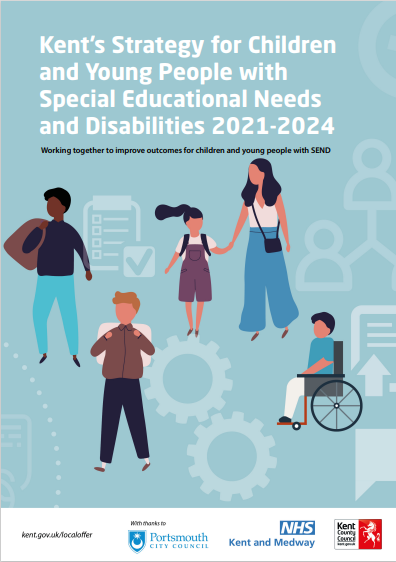 Kent's Strategy for Children
and Young People with
Special Educational Needs
and Disabilities 2021-2024
Working together to improve outcomes for children and young people with SEND
kent.gov.uk/localoffer
With thanks to
Portsmouth
CITY COUNCIL
NHS
Kent and Medway
Kent
County
Council
kent.gov.uk